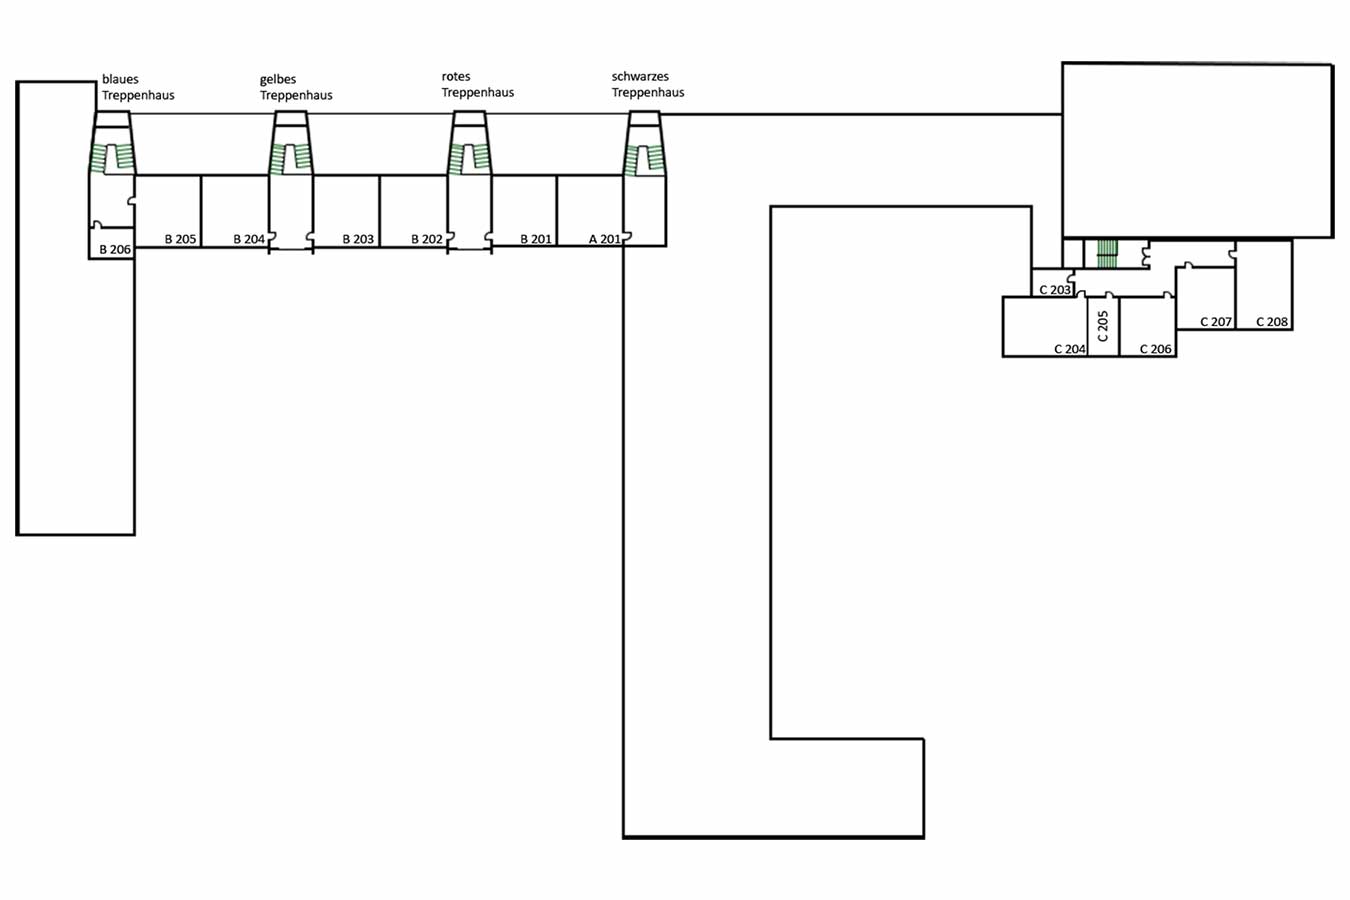 blaues
Treppenhaus
gelbes
Treppenhaus
rotes
Treppenhaus
schwarzes
Treppenhaus
B 206
B 205
B 204
B 203
B 202
B 201
A 201
C 203
C 204
C 205
C 206
C 207
C 208